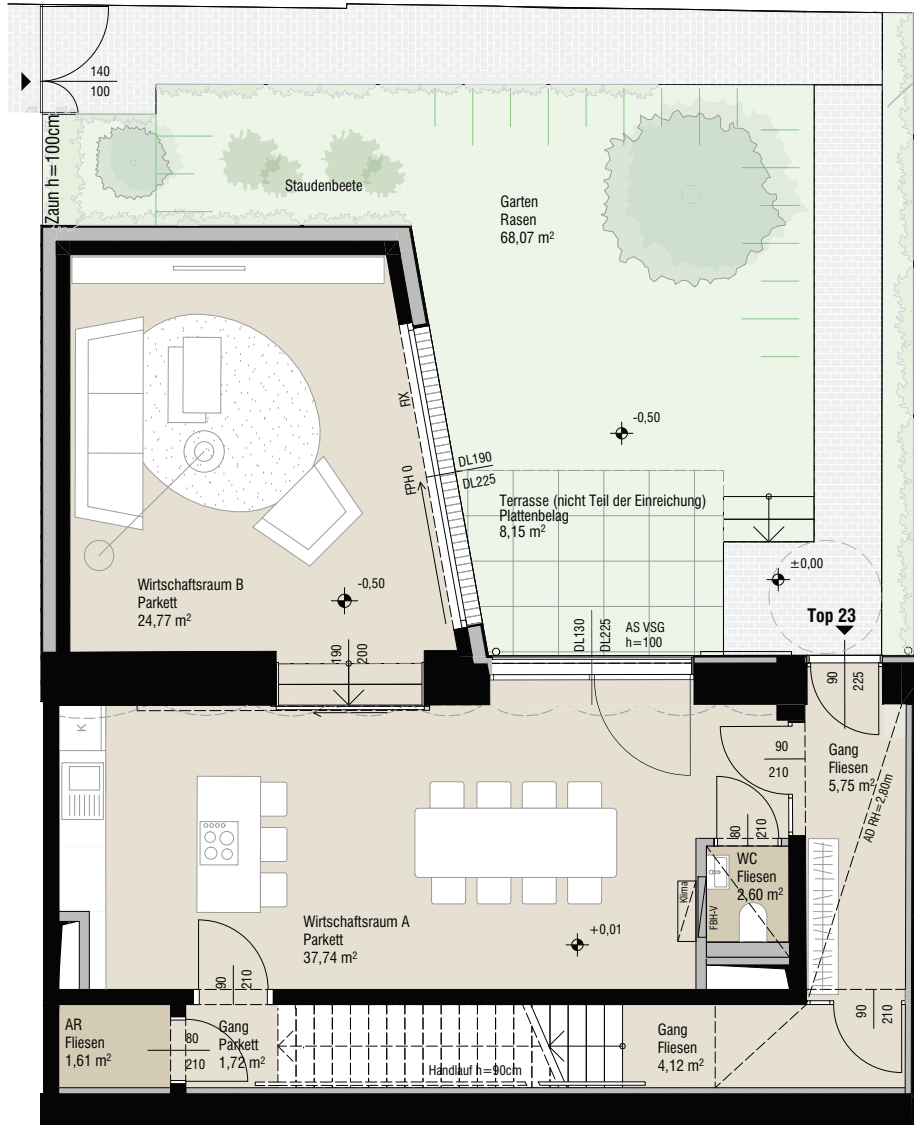 140
100
Zaun h=100cm
Staudenbeete
Garten
Rasen
68,07 m²
FIX
-0,50
FPH 0
DL190
DL225
Terrasse (nicht Teil der Einreichung)
Plattenbelag
8,15 m²
±0,00
Wirtschaftsraum B
Parkett
24,77 m²
-0,50
Top 23
190
200
DL130
DL225
AS VSG
h=100
90
225
K
90
210
Gang
Fliesen
5,75 m²
AD RH=2,80m
80
210
WC
Fliesen
2,60 m²
Klima
FBH-V
Wirtschaftsraum A
Parkett
37,74 m²
+0,01
90
210
90
210
AR
Fliesen
1,61 m²
80
210
Gang
Parkett
1,72 m²
Handlauf h=90cm
Gang
Fliesen
4,12 m²